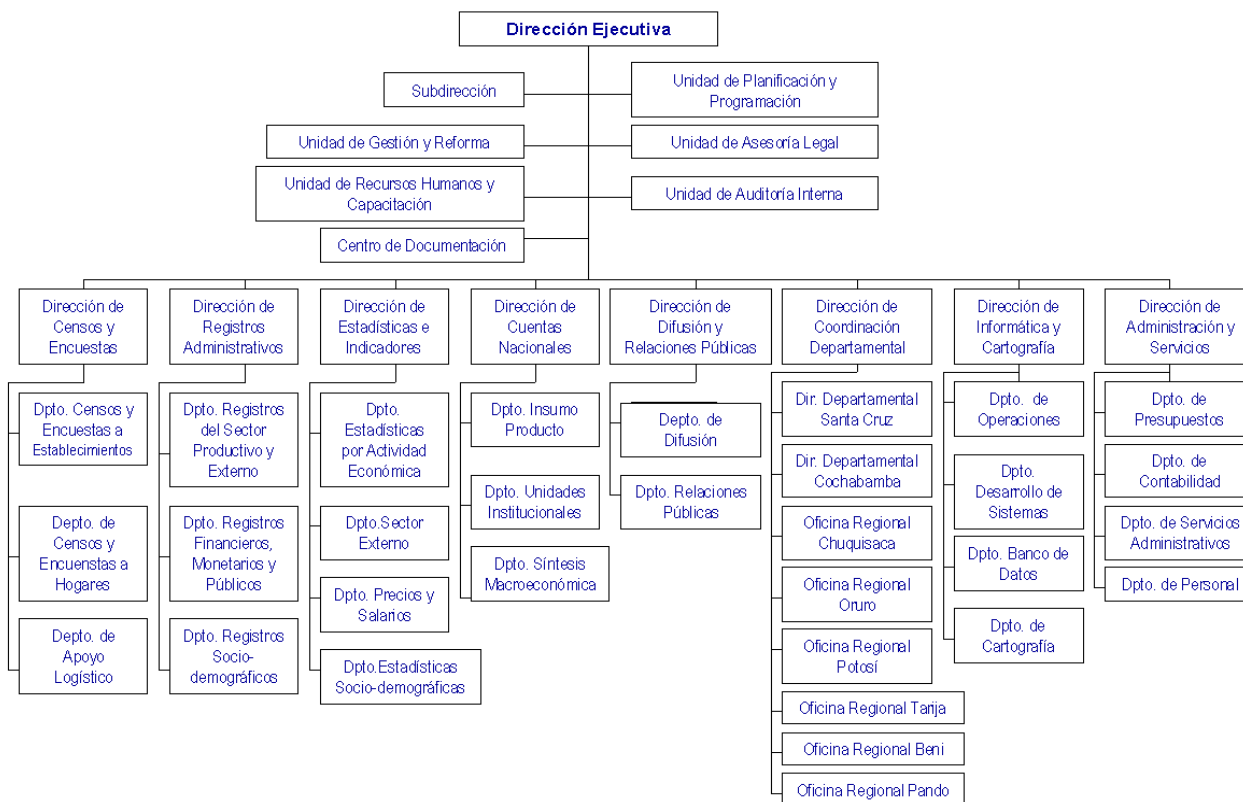 Dirección Ejecutiva
Subdirección
Unidad de Planificación y
Programación
Unidad de Gestión y Reforma
Unidad de Asesoría Legal
Unidad de Recursos Humanos y
Capacitación
Unidad de Auditoría Interna
Centro de Documentación
Dirección de
Censos y
Encuestas
Dirección de
Registros
Administrativos
Dirección de
Estadísticas e
Indicadores
Dirección de
Cuentas
Nacionales
Dirección de
Difusión y
Relaciones Públicas
Dirección de
Coordinación
Departamental
Dirección de
Informática y
Cartografía
Dirección de
Administración y
Servicios
Dpto. Censos y
Encuestas a
Establecimientos
Depto. de
Censos y
Encuenstas a
Hogares
Depto. de
Apoyo
Logístico
Dpto. Registros
del Sector
Productivo y
Externo
Dpto. Registros
Financieros,
Monetarios y
Públicos
Dpto. Registros
Socio-
demográficos
Dpto.
Estadísticas
por Actividad
Económica
Dpto.Sector
Externo
Dpto. Precios y
Salarios
Dpto.Estadísticas
Socio-demográficas
Dpto. Insumo
Producto
Dpto. Unidades
Institucionales
Dpto. Síntesis
Macroeconómica
Depto. de
Difusión
Dpto. Relaciones
Públicas
Dir. Departamental
Santa Cruz
Dir. Departamental
Cochabamba
Oficina Regional
Chuquisaca
Oficina Regional
Oruro
Oficina Regional
Potosí
Oficina Regional Tarija
Oficina Regional Beni
Oficina Regional Pando
Dpto. de
Operaciones
Dpto.
Desarrollo de
Sistemas
Dpto. Banco de
Datos
Dpto. de
Cartografía
Dpto. de
Presupuestos
Dpto. de
Contabilidad
Dpto. de Servicios
Administrativos
Dpto. de Personal